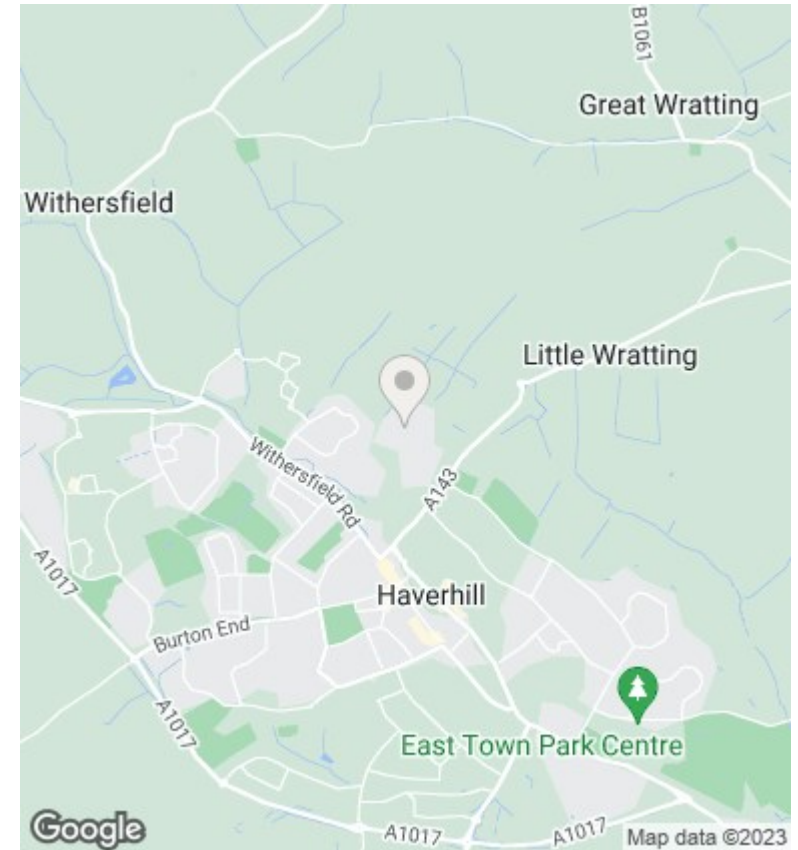 B1061
Great Wratting
Withersfield
Little Wratting
Withersfield Rd
A143
A1017
Haverhill
Burton End
A1017
East Town Park Centre
A1017
A1017
Google
Map data ©2023